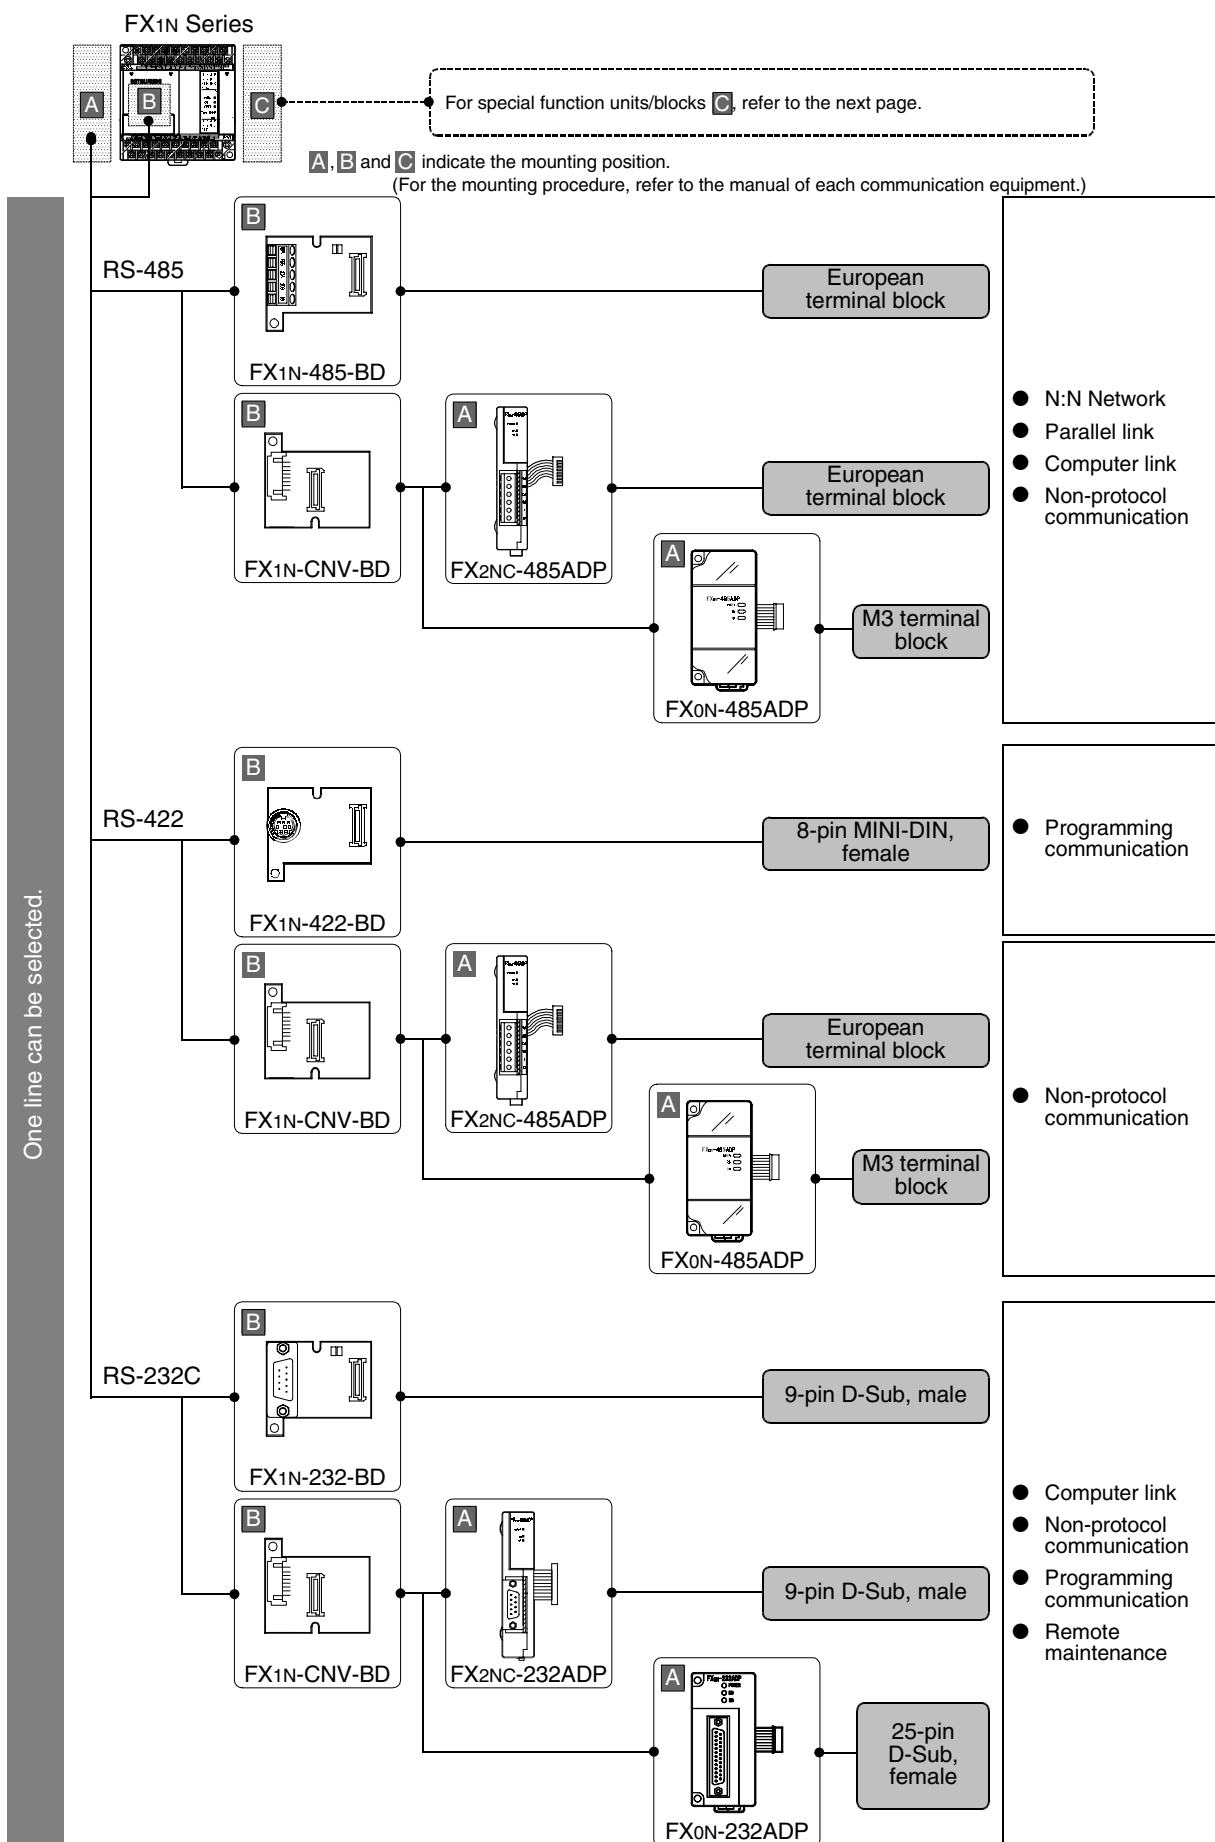 FX1N Series
A
B
C
For special function units/blocks C, refer to the next page.
A, B and C indicate the mounting position.
(For the mounting procedure, refer to the manual of each communication equipment.)
One line can be selected.
RS-485
B
FX1N-485-BD
European
terminal block
B
FX1N-CNV-BD
A
FX2NC-485ADP
European
terminal block
A
FX0N-485ADP
M3 terminal
block
● N:N Network
● Parallel link
● Computer link
● Non-protocol
communication
RS-422
B
FX1N-422-BD
8-pin MINI-DIN,
female
● Programming
communication
B
FX1N-CNV-BD
A
FX2NC-485ADP
European
terminal block
A
FX0N-485ADP
M3 terminal
block
● Non-protocol
communication
RS-232C
B
FX1N-232-BD
9-pin D-Sub, male
B
FX1N-CNV-BD
A
FX2NC-232ADP
9-pin D-Sub, male
A
FX0N-232ADP
25-pin
D-Sub,
female
● Computer link
● Non-protocol
communication
● Programming
communication
● Remote
maintenance